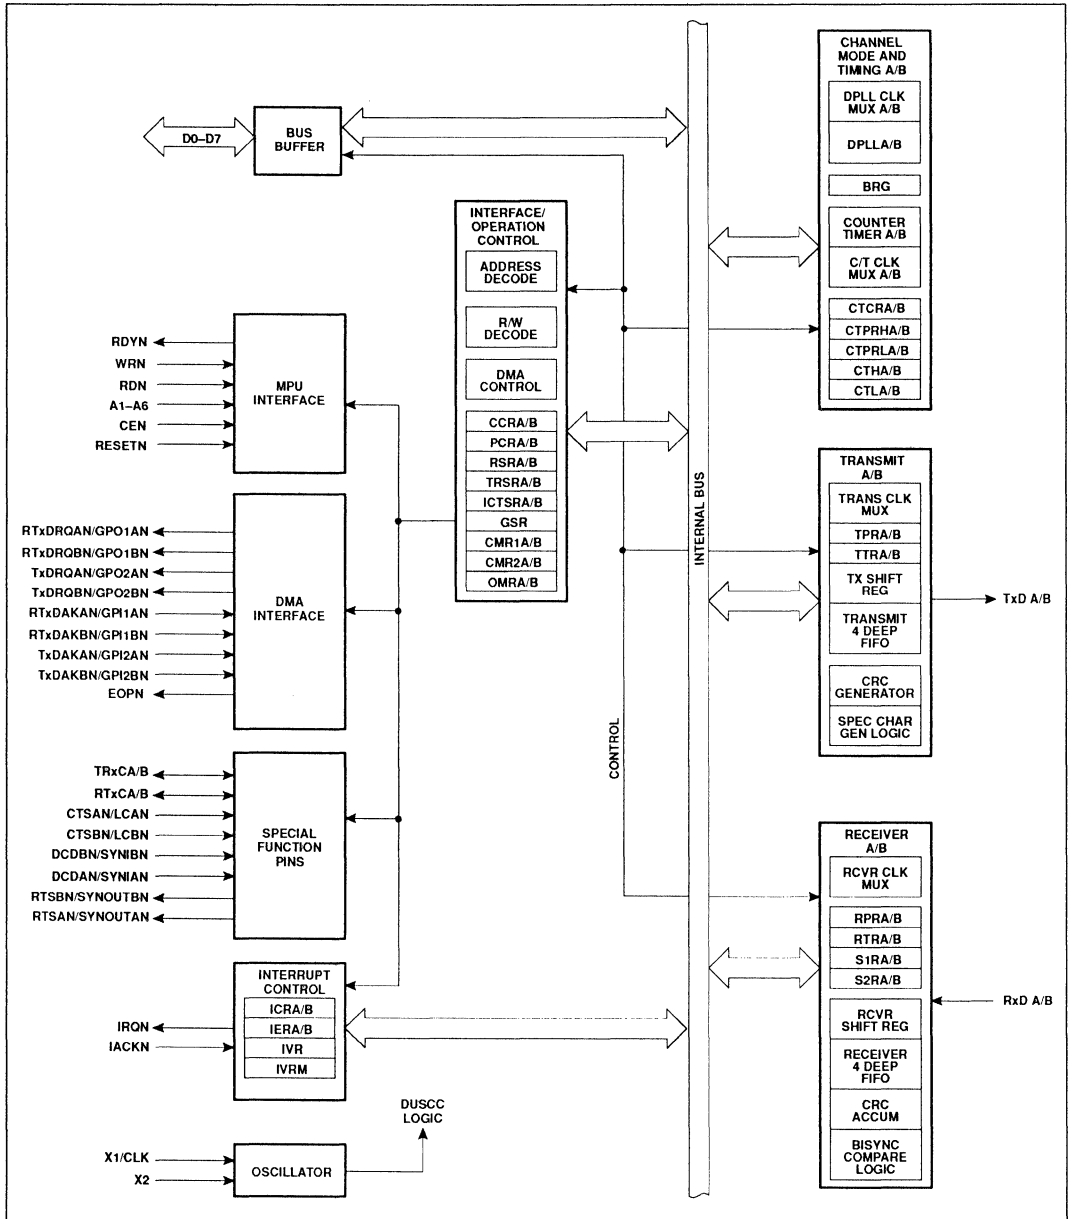 D0–D7
BUS
BUFFER
INTERFACE/
OPERATION
CONTROL
ADDRESS
DECODE
R/W
DECODE
DMA
CONTROL
CCRA/B
PCRA/B
RSRA/B
TRSRA/B
ICTSRA/B
GSR
CMR1A/B
CMR2A/B
OMRA/B
RDYN
WRN
RDN
A1–A6
CEN
RESETN
MPU
INTERFACE
RTxDRQAN/GPO1AN
RTxDRQBN/GPO1BN
TxDRQAN/GPO2AN
TxDRQBN/GPO2BN
RTxDAKAN/GPI1AN
RTxDAKBN/GPI1BN
TxDAKAN/GPI2AN
TxDAKBN/GPI2BN
EOPN
DMA
INTERFACE
TRxCA/B
RTxCA/B
CTSAN/LCAN
CTSBN/LCBN
DCDBN/SYNIBN
DCDAN/SYNIAN
RTSBN/SYNOUTBN
RTSAN/SYNOUTAN
SPECIAL
FUNCTION
PINS
IRQN
IACKN
INTERRUPT
CONTROL
ICRA/B
IERA/B
IVR
IVRM
X1/CLK
X2
OSCILLATOR
DUSCC
LOGIC
CONTROL
INTERNAL BUS
CHANNEL
MODE AND
TIMING A/B
DPLL CLK
MUX A/B
DPLLA/B
BRG
COUNTER
TIMER A/B
C/T CLK
MUX A/B
CTCRA/B
CTPRHA/B
CTPRLA/B
CTHA/B
CTLA/B
TRANSMIT
A/B
TRANS CLK
MUX
TPRA/B
TTRA/B
TX SHIFT
REG
TRANSMIT
4 DEEP
FIFO
CRC
GENERATOR
SPEC CHAR
GEN LOGIC
TxD A/B
RECEIVER
A/B
RCVR CLK
MUX
RPRA/B
RTRA/B
S1RA/B
S2RA/B
RCVR
SHIFT REG
RECEIVER
4 DEEP
FIFO
CRC
ACCUM
BISYNC
COMPARE
LOGIC
RxD A/B